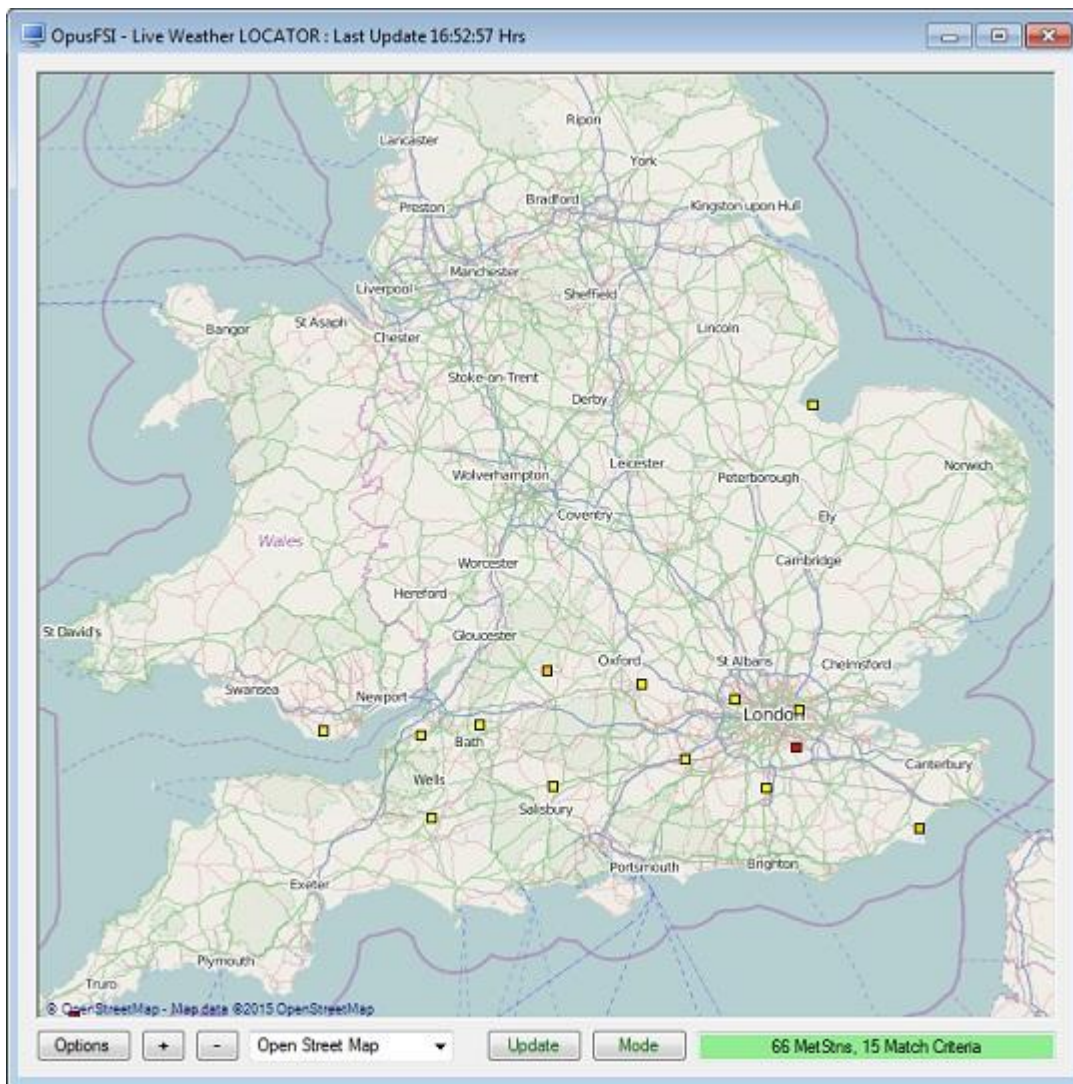 OpusFSI - Live Weather LOCATOR : Last Update 16:52:57 Hrs
Ripon
Lancaster
York
Bradford
Preston
Kingston upon Hull
Manchester
Liverpool
Sheffield
St Asaph
Bangor
Lincoln
Chester
Stoke-on-Trent
Derby
Leicester
Norwich
Wolverhampton
Peterborough
Coventry
Ely
Wales
Cambridge
Worcester
Hereford
St David's
Gloucester
Oxford
St Albans
Chelmsford
Swansea
Newport
London
Bath
Canterbury
Wells
Salisbury
Portsmouth
Brighton
Exeter
Plymouth
Truro
© OpenStreetMap - Map data ©2015 OpenStreetMap
Options + - Open Street Map Update Mode 66 MetStns, 15 Match Criteria